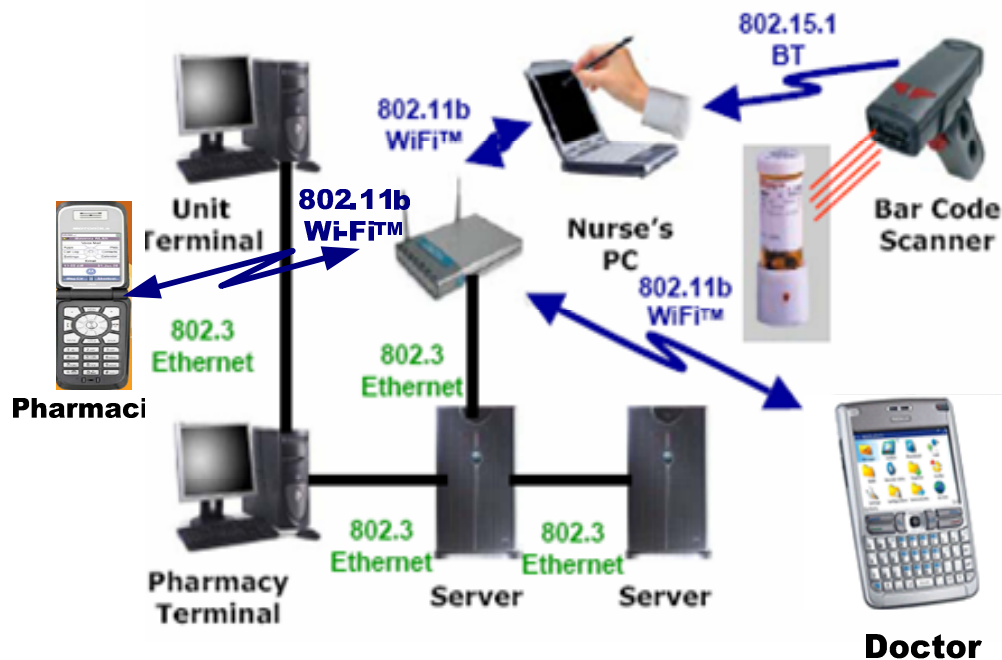 802.15.1
BT
802.11b
WiFi™
Unit
Terminal
802.11b
Wi-Fi™
Nurse's
PC
Bar Code
Scanner
802.11b
WiFi™
802.3
Ethernet
802.3
Ethernet
Pharmaci
802.3
Ethernet
802.3
Ethernet
Pharmacy
Terminal
Server
Server
Doctor